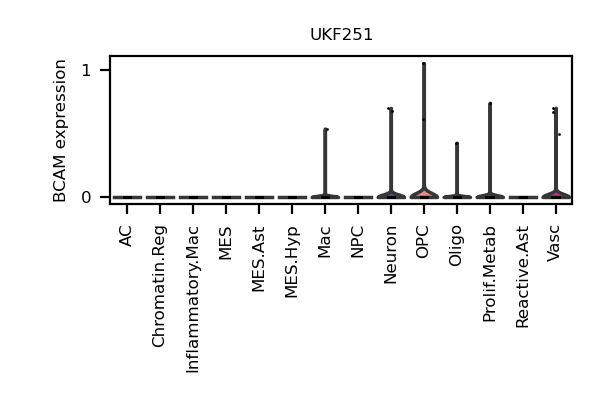 UKF251
BCAM expression
1
0
AC
Chromatin.Reg
Inflammatory.Mac
MES
MES.Ast
MES.Hyp
Mac
NPC
Neuron
OPC
Oligo
Prolif.Metab
Reactive.Ast
Vasc